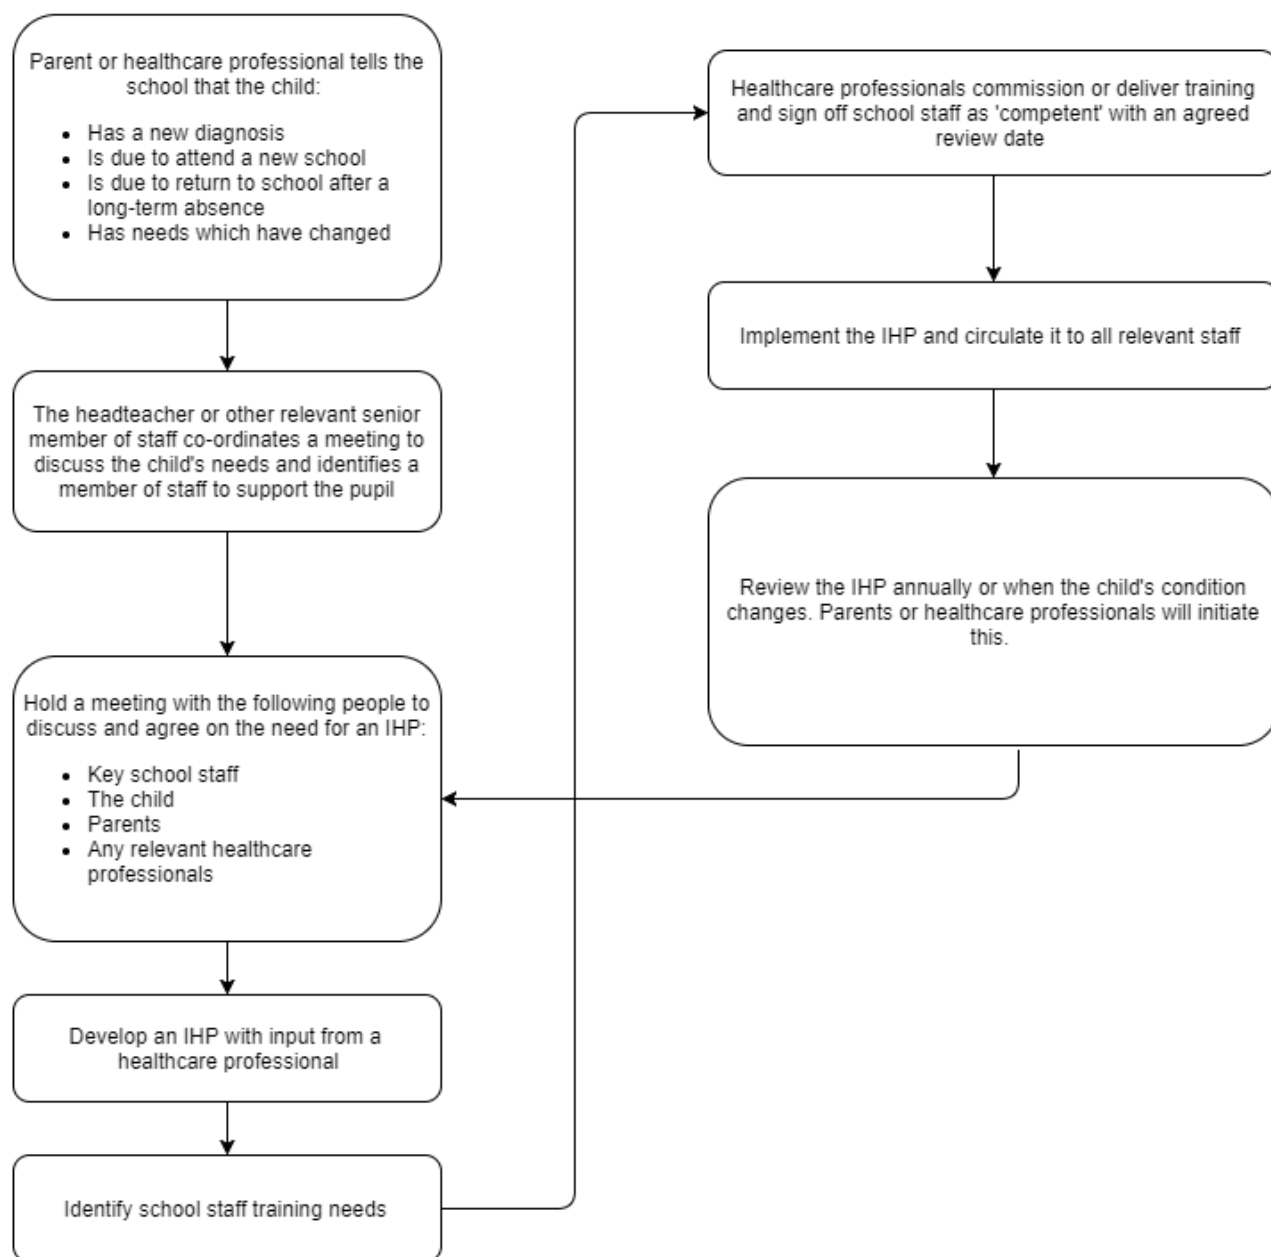 Parent or healthcare professional tells the
school that the child:
• Has a new diagnosis
• Is due to attend a new school
• Is due to return to school after a
long-term absence
• Has needs which have changed
The headteacher or other relevant senior
member of staff co-ordinates a meeting to
discuss the child's needs and identifies a
member of staff to support the pupil
Hold a meeting with the following people to
discuss and agree on the need for an IHP:
• Key school staff
• The child
• Parents
• Any relevant healthcare
professionals
Develop an IHP with input from a
healthcare professional
Identify school staff training needs
Healthcare professionals commission or deliver training
and sign off school staff as 'competent' with an agreed
review date
Implement the IHP and circulate it to all relevant staff
Review the IHP annually or when the child's condition
changes. Parents or healthcare professionals will initiate
this.